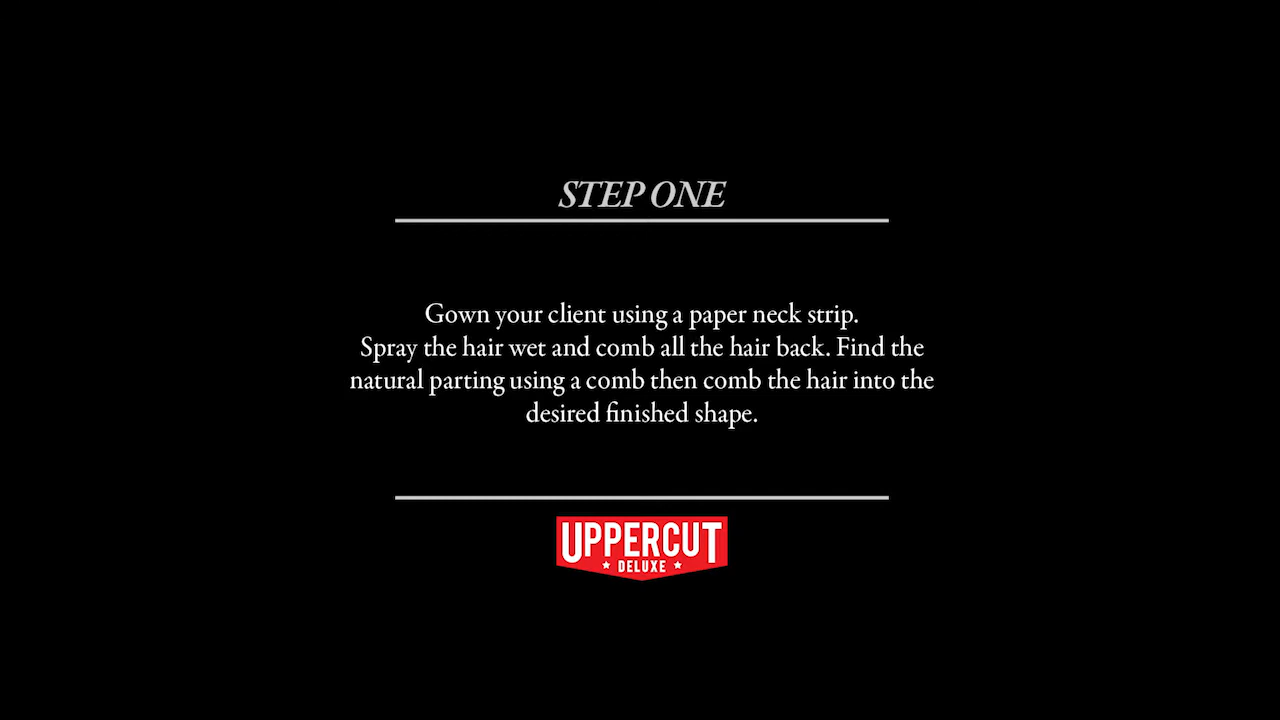 STEP ONE
Gown your client using a paper neck strip.
Spray the hair wet and comb all the hair back. Find the
natural parting using a comb then comb the hair into the
desired finished shape.
UPPERCUT
DELUXE